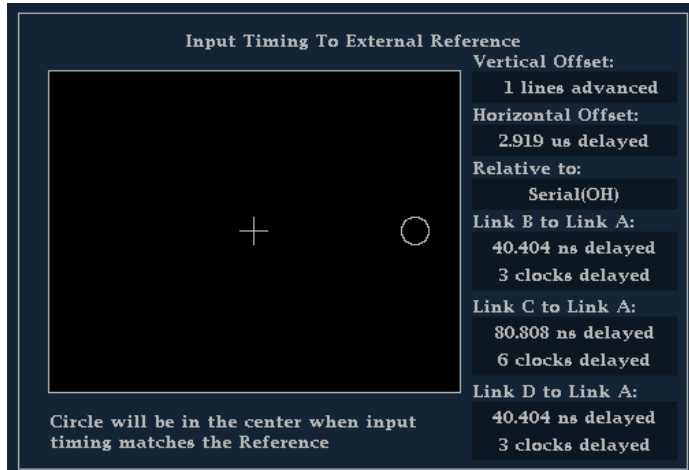 Input Timing To External Reference
Vertical Offset:
1 lines advanced
Horizontal Offset:
2.919 us delayed
Relative to:
Serial(OH)
Link B to Link A:
40.404 ns delayed
3 clocks delayed
Link C to Link A:
80.808 ns delayed
6 clocks delayed
Link D to Link A:
40.404 ns delayed
3 clocks delayed
Circle will be in the center when input
timing matches the Reference